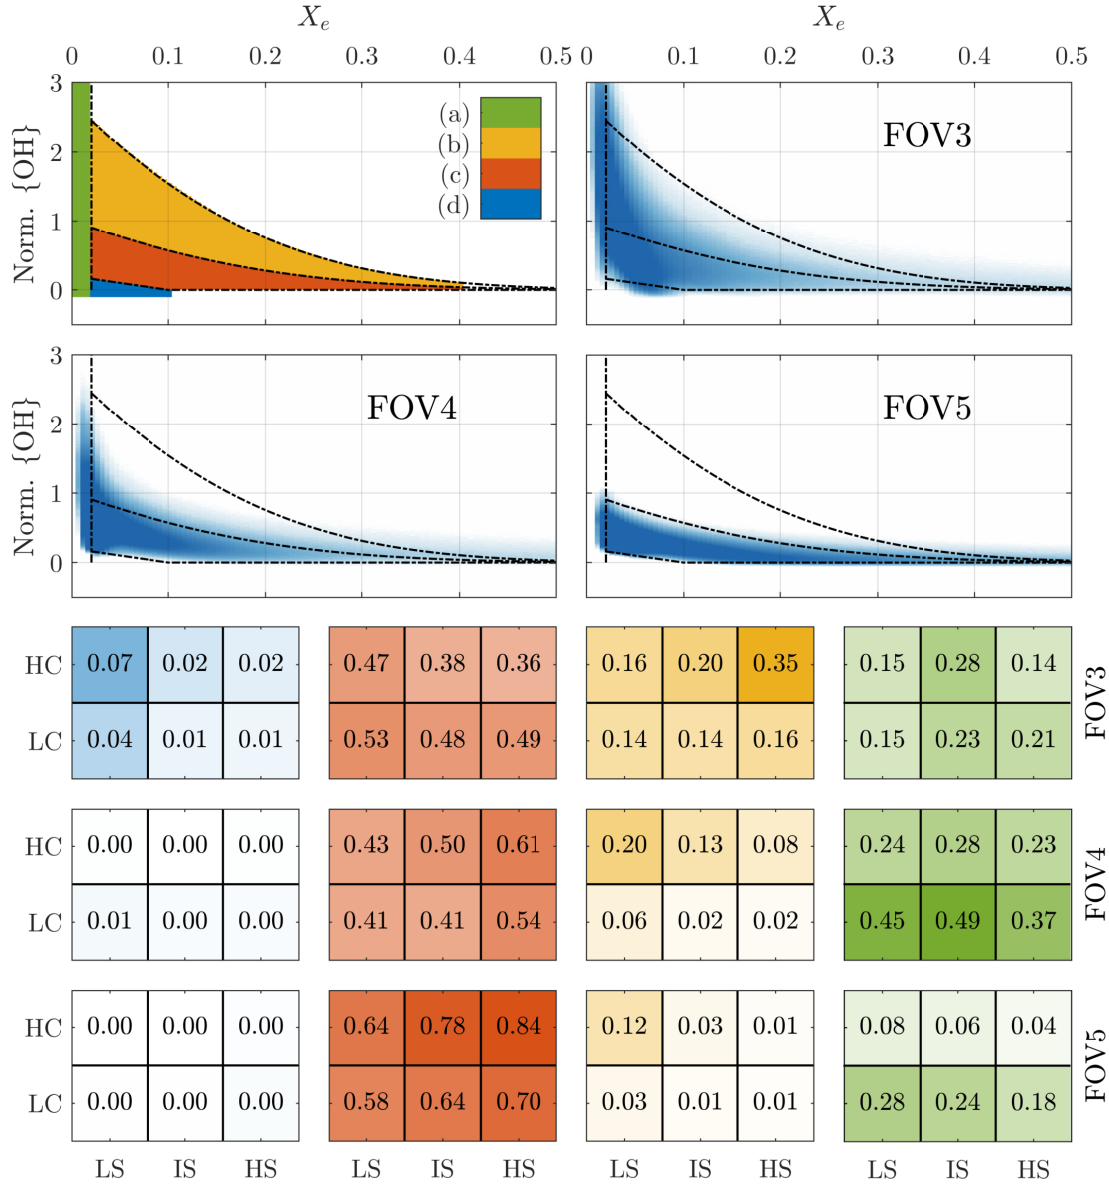 X_e X_e
0 0.1 0.2 0.3 0.4 0.5 0 0.1 0.2 0.3 0.4 0.5
Norm. {OH}
3
2
1
0
(a)
(b)
(c)
(d)
FOV3
Norm. {OH}
3
2
1
0
FOV4
FOV5
HC 0.07 0.02 0.02 0.47 0.38 0.36 0.16 0.20 0.35 0.15 0.28 0.14
LC 0.04 0.01 0.01 0.53 0.48 0.49 0.14 0.14 0.16 0.15 0.23 0.21
FOV3
HC 0.00 0.00 0.00 0.43 0.50 0.61 0.20 0.13 0.08 0.24 0.28 0.23
LC 0.01 0.00 0.00 0.41 0.41 0.54 0.06 0.02 0.02 0.45 0.49 0.37
FOV4
HC 0.00 0.00 0.00 0.64 0.78 0.84 0.12 0.03 0.01 0.08 0.06 0.04
LC 0.00 0.00 0.00 0.58 0.64 0.70 0.03 0.01 0.01 0.28 0.24 0.18
FOV5
LS IS HS LS IS HS LS IS HS LS IS HS